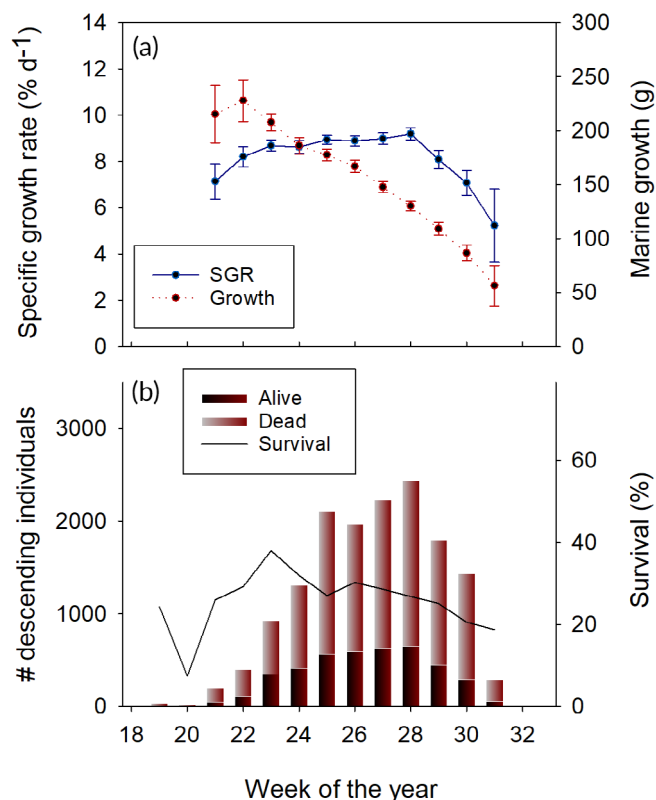 (a)
Specific growth rate (% d-1)
14
12
10
8
6
4
2
0
SGR
Growth
300
250
200
150
100
50
0
Marine growth (g)
(b)
# descending individuals
3000
2000
1000
0
Alive
Dead
Survival
60
40
20
0
Survival (%)
18 20 22 24 26 28 30 32
Week of the year